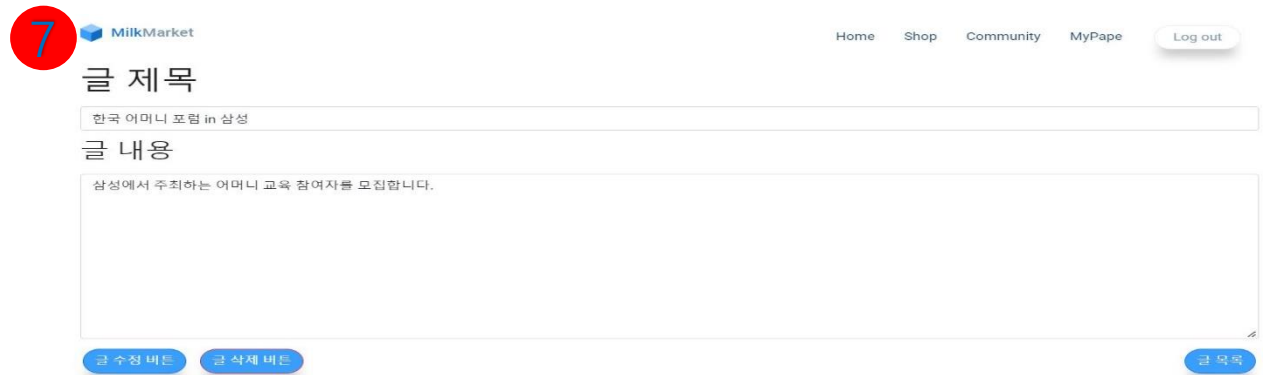 7
MilkMarket
Home Shop Community MyPape Log out
글 제목
한국 어머니 포럼 in 삼성
글 내용
삼성에서 주최하는 어머니 교육 참여자를 모집합니다.
글 수정 버튼 글 삭제 버튼 글 목록